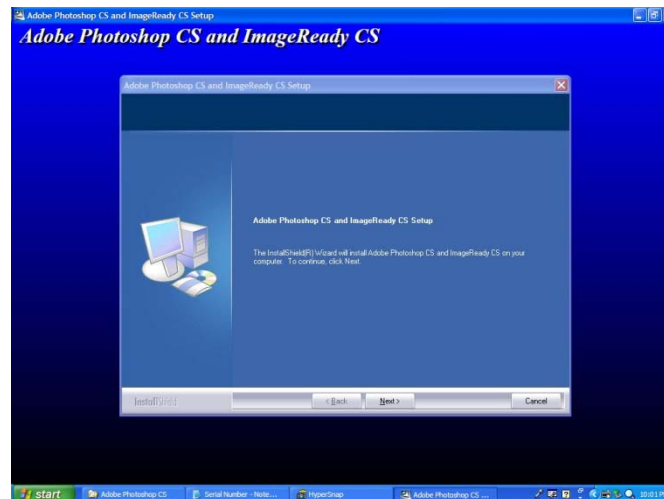 Adobe Photoshop CS and ImageReady CS Setup
Adobe Photoshop CS and ImageReady CS
Adobe Photoshop CS and ImageReady CS Setup
Adobe Photoshop CS and ImageReady CS Setup
The InstallShield(R) Wizard will install Adobe Photoshop CS and ImageReady CS on your
computer. To continue, click Next.
InstallShield
< Back
Next >
Cancel
start
Adobe Photoshop CS
Serial Number - Note...
HyperSnap
Adobe Photoshop CS ...